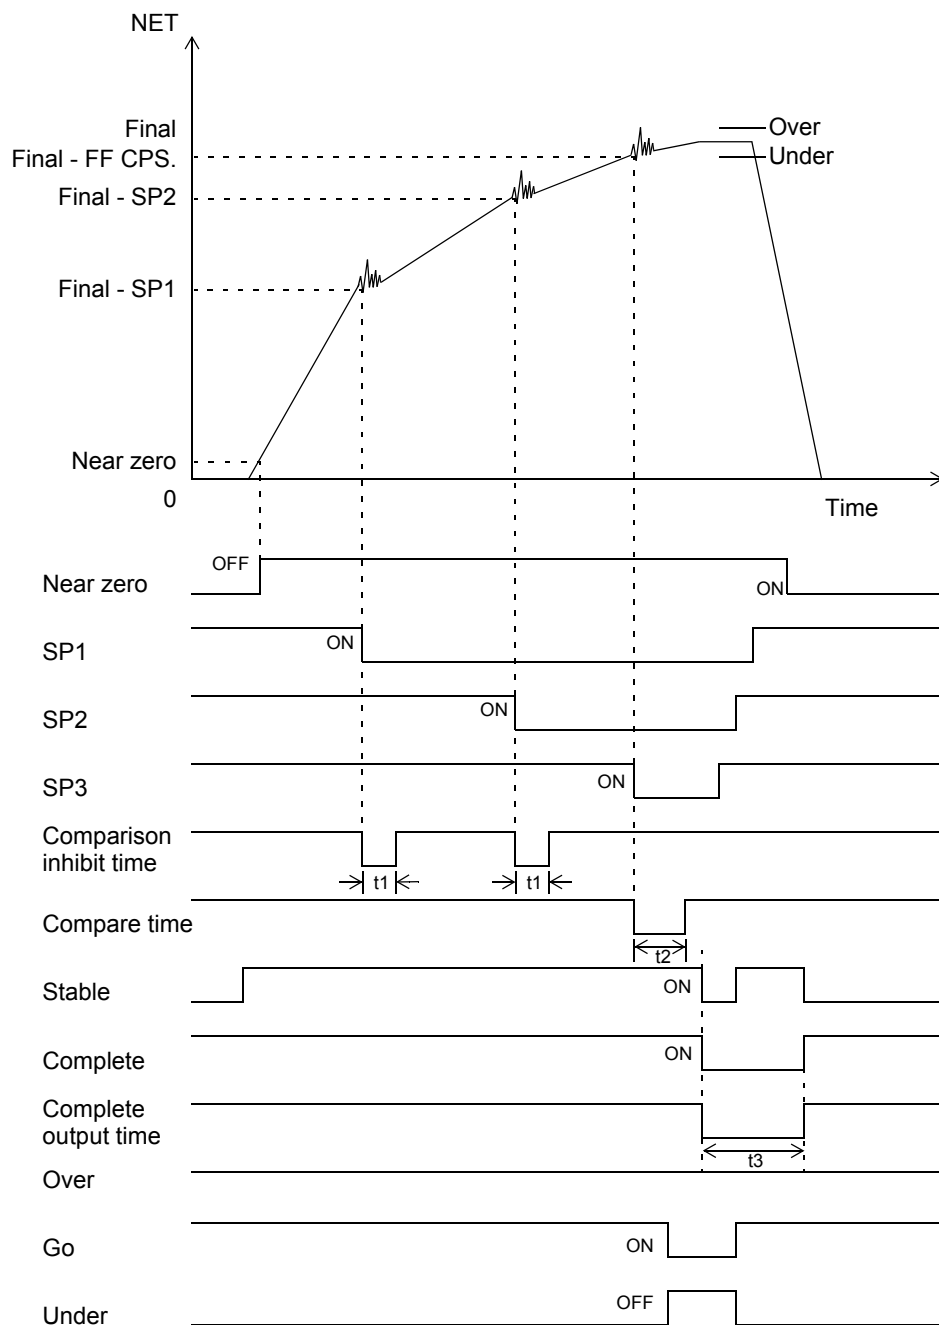 NET
Final
Over
Final - FF CPS.
Under
Final - SP2
Final - SP1
Near zero
0
Time
OFF
Near zero
ON
ON
SP1
ON
SP2
ON
SP3
Comparison
inhibit time
t1
t1
Compare time
t2
ON
Stable
ON
Complete
Complete
output time
t3
Over
ON
Go
OFF
Under